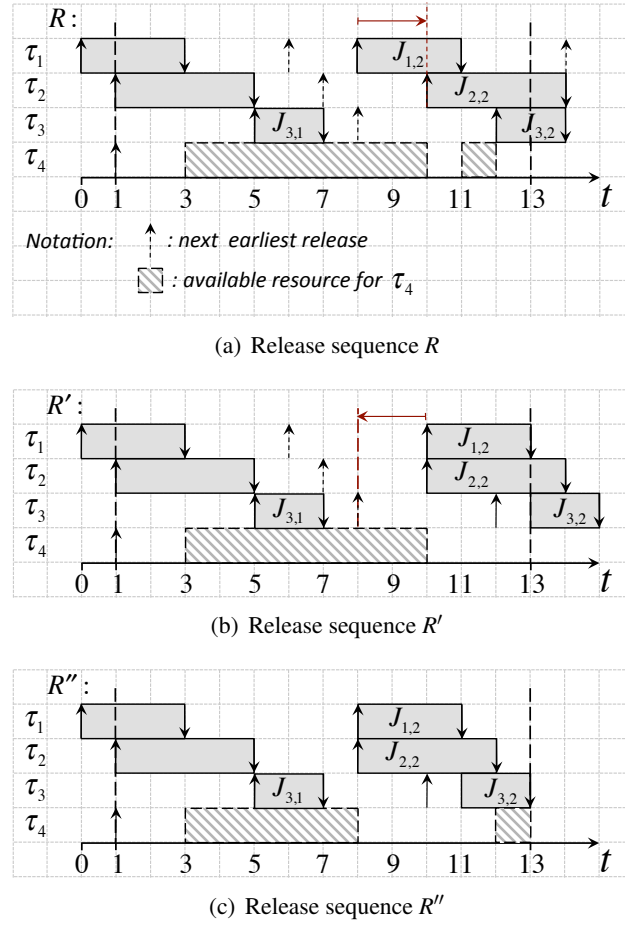 R :
τ1
J1,2
τ2
J2,2
τ3
J3,1
J3,2
τ4
0 1 3 5 7 9 11 13 t
Notation: : next earliest release
: available resource for τ4
(a) Release sequence R
R′ :
τ1
J1,2
τ2
J2,2
τ3
J3,1
J3,2
τ4
0 1 3 5 7 9 11 13 t
(b) Release sequence R′
R″ :
τ1
J1,2
τ2
J2,2
τ3
J3,1
J3,2
τ4
0 1 3 5 7 9 11 13 t
(c) Release sequence R″